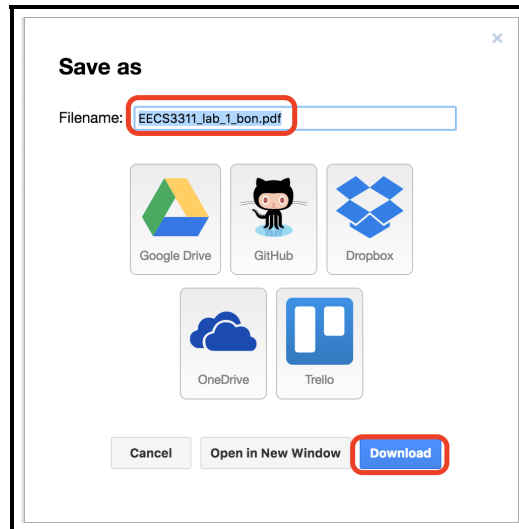 ×
Save as
Filename: EECS3311_lab_1_bon.pdf
Google Drive GitHub Dropbox
OneDrive Trello
Cancel Open in New Window Download